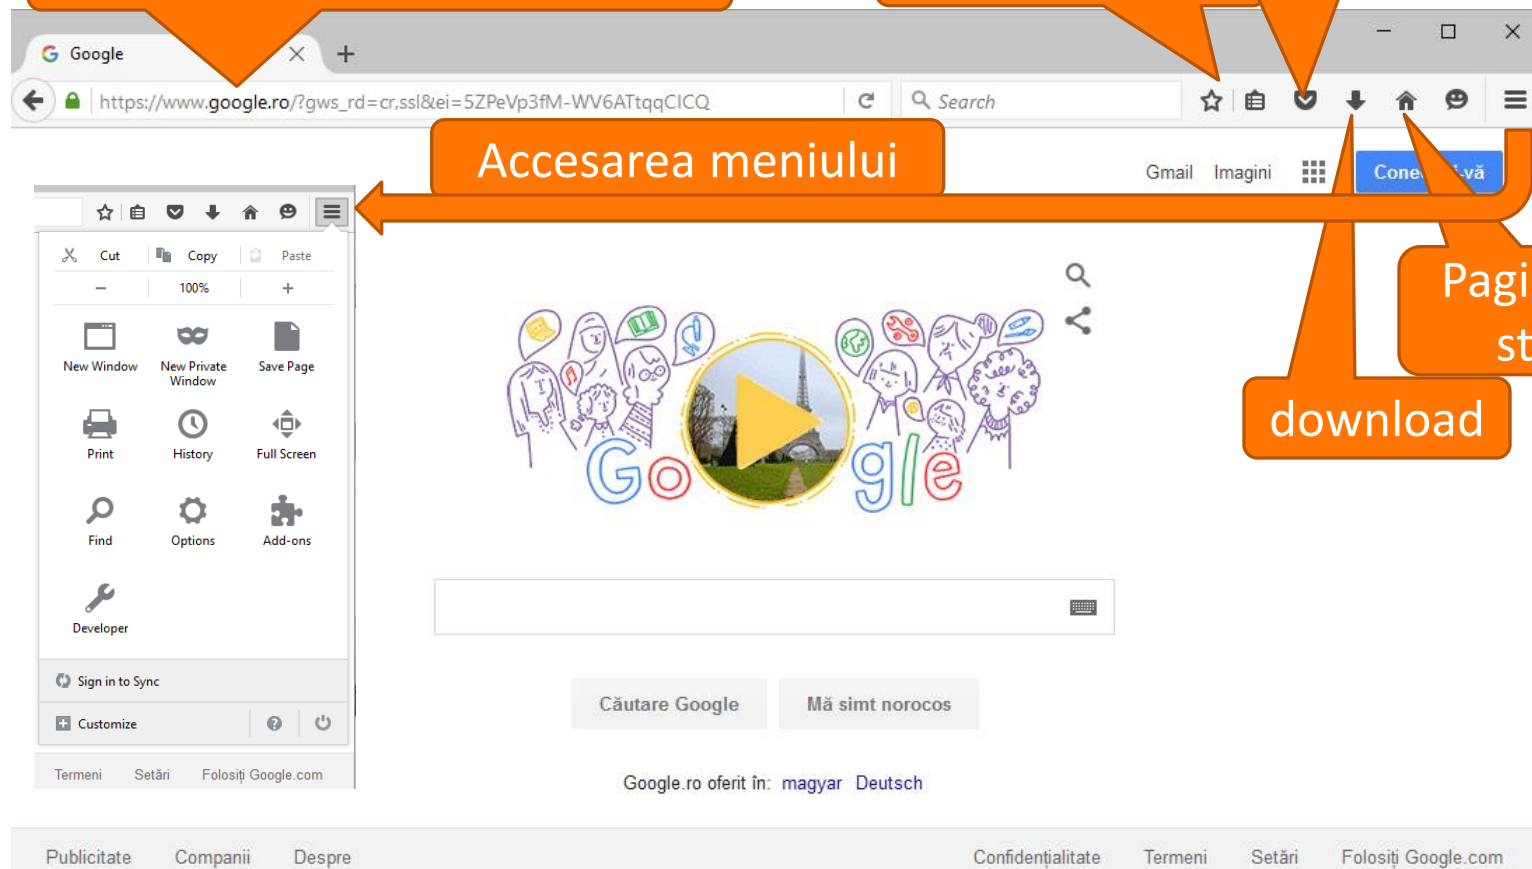 Google
https://www.google.ro/?gws_rd=cr,ssl&ei=5ZPeVp3fM-WV6ATtqqCICQ
Search
Accesarea meniului
Gmail Imagini
Cut Copy Paste
100%
New Window New Private Window Save Page
Print History Full Screen
Find Options Add-ons
Developer
Sign in to Sync
Customize
Termeni Setări Folosiți Google.com
Google
download
Căutare Google Mă simt norocos
Google.ro oferit în: magyar Deutsch
Publicitate Companii Despre Confidențialitate Termeni Setări Folosiți Google.com